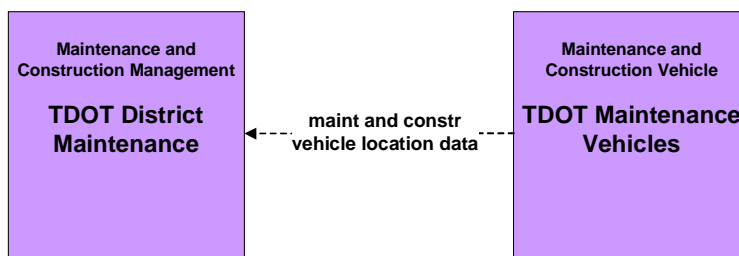 Maintenance and
Construction Management
TDOT District
Maintenance
maint and constr
vehicle location data
Maintenance and
Construction Vehicle
TDOT Maintenance
Vehicles